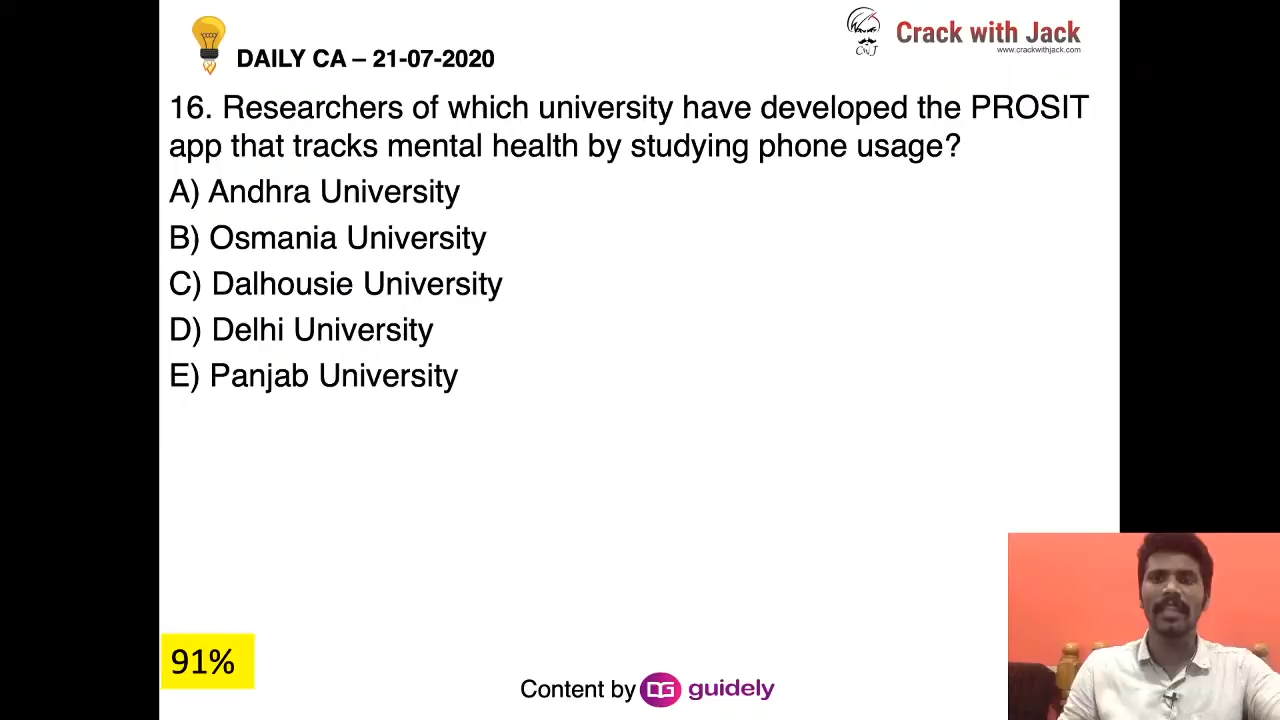 Crack with Jack
www.crackwithjack.com
CWJ
DAILY CA – 21-07-2020
16. Researchers of which university have developed the PROSIT
app that tracks mental health by studying phone usage?
A) Andhra University
B) Osmania University
C) Dalhousie University
D) Delhi University
E) Panjab University
91%
Content by guidely